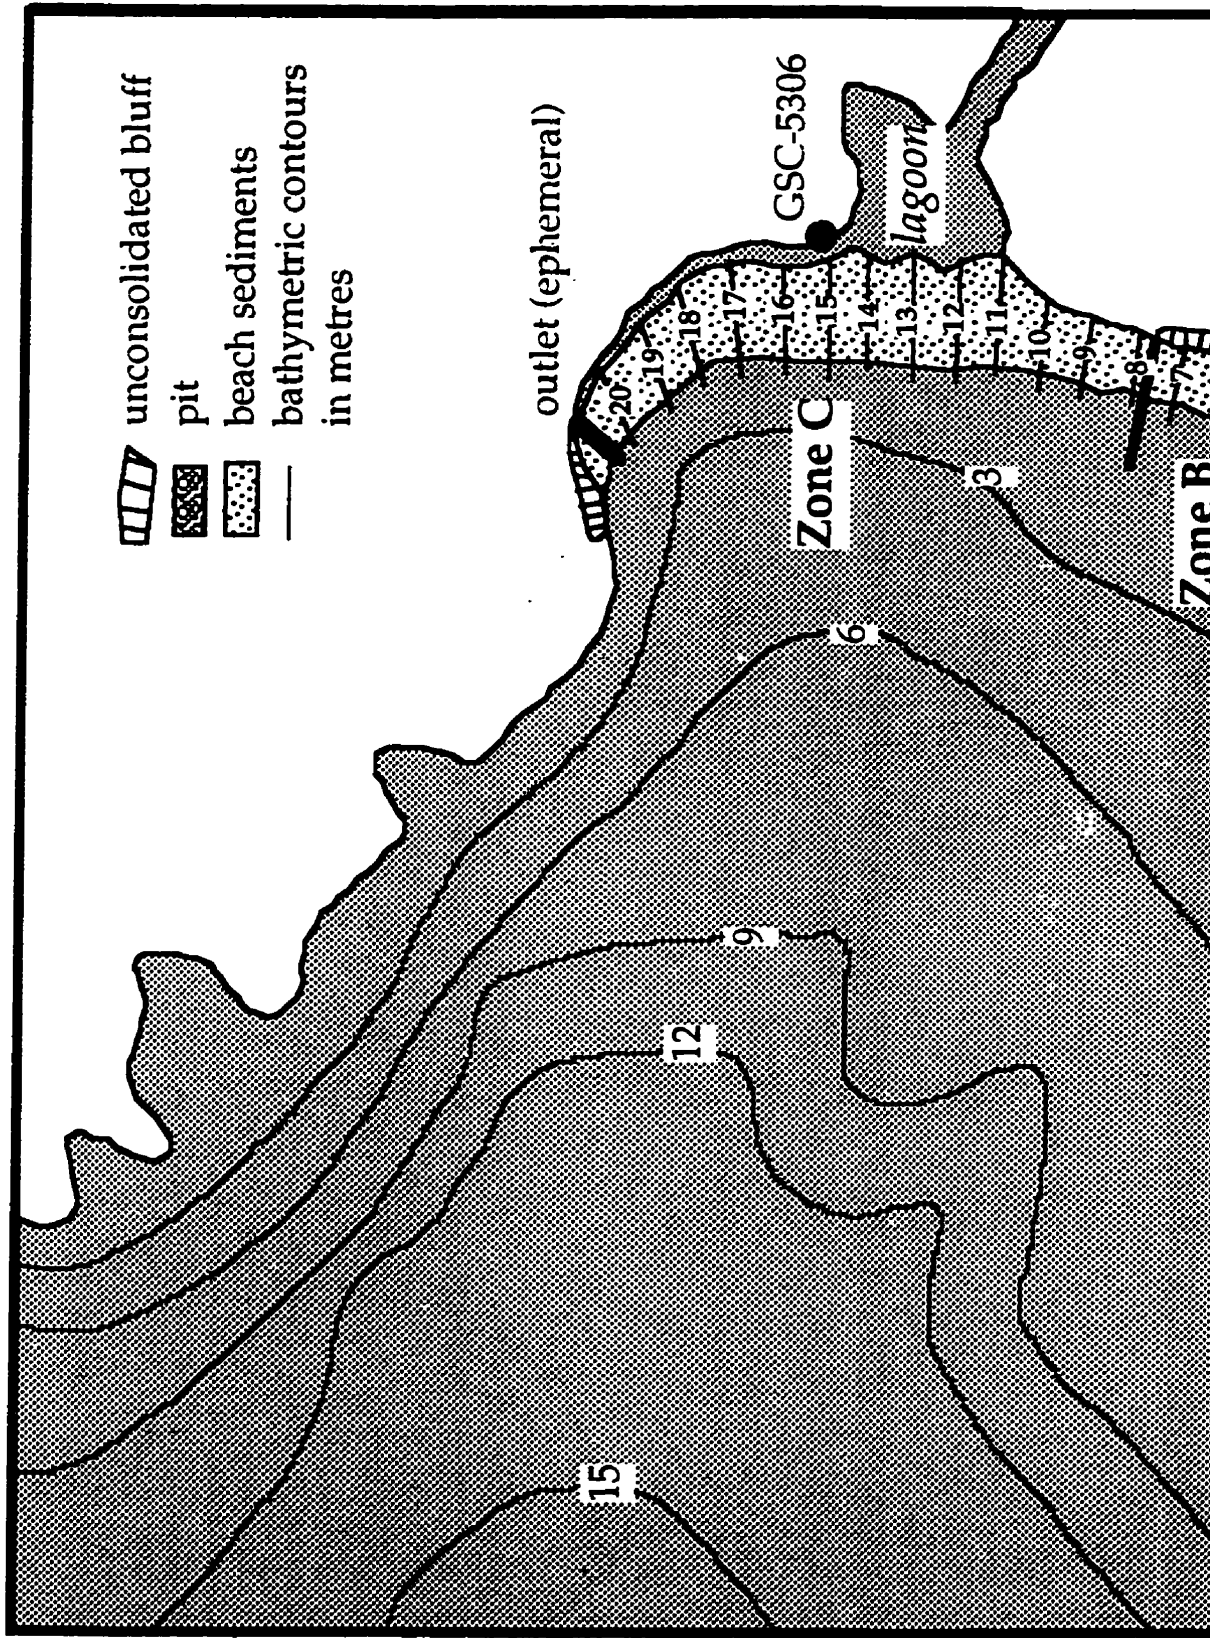 unconsolidated bluff
pit
beach sediments
bathymetric contours
in metres
outlet (ephemeral)
GSC-5306
lagoon
20
19
18
17
16
15
14
13
12
11
10
9
8
7
Zone C
3
6
9
12
15